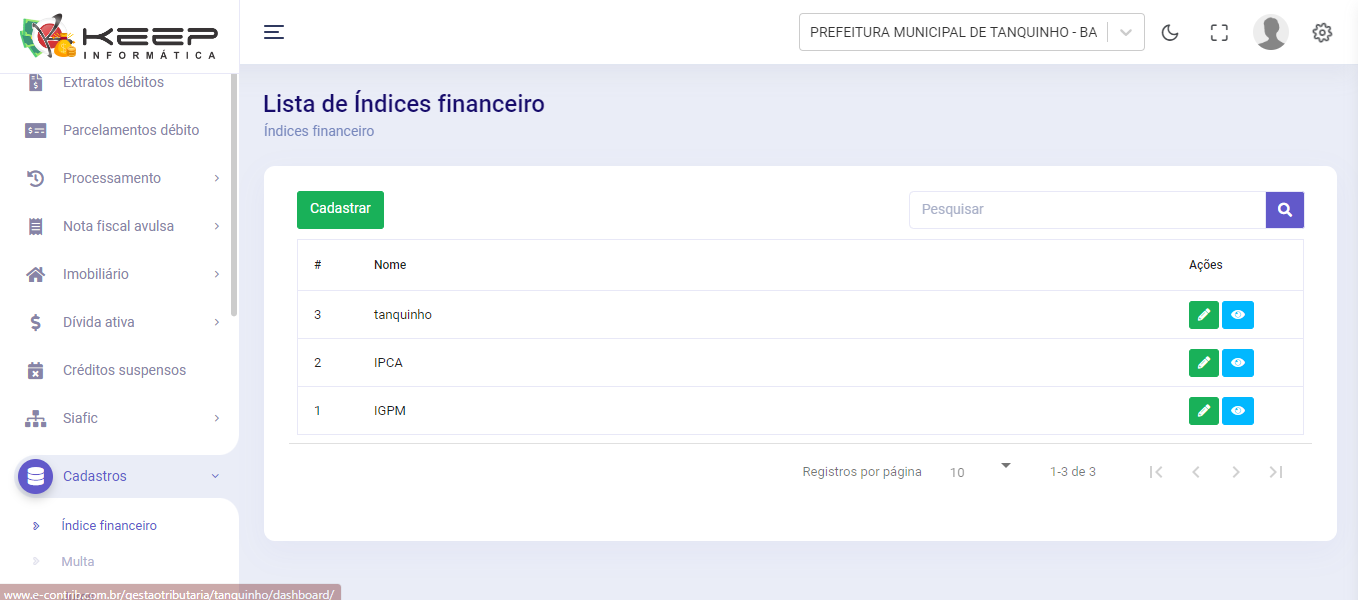 KEEP
INFORMÁTICA
PREFEITURA MUNICIPAL DE TANQUINHO - BA
Extratos débitos
Parcelamentos débito
Processamento
Nota fiscal avulsa
Imobiliário
Dívida ativa
Créditos suspensos
Siafic
Cadastros
Índice financeiro
Multa
www.e-contrib.com.br/gestaotributaria/tanquinho/dashboard/
Lista de Índices financeiro
Índices financeiro
Cadastrar
Pesquisar
# Nome Ações
3 tanquinho
2 IPCA
1 IGPM
Registros por página 10 1-3 de 3